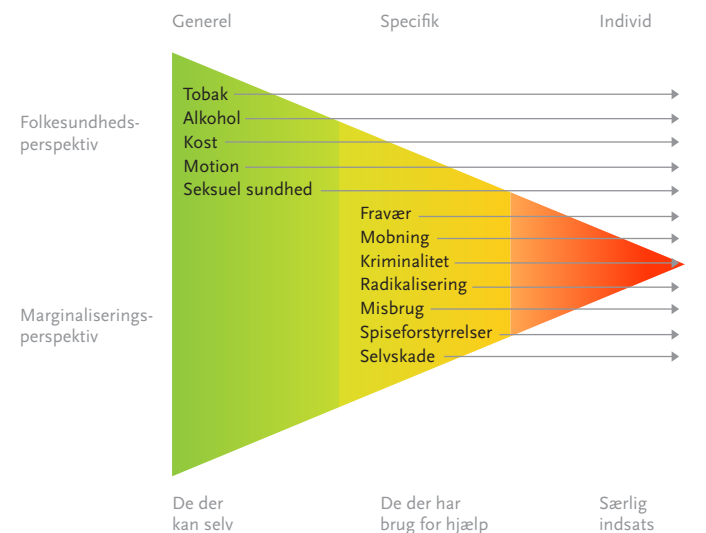 Generel
Specifik
Individ
Folkesundheds-
perspektiv
Tobak
Alkohol
Kost
Motion
Seksuel sundhed
Fravær
Mobning
Kriminalitet
Radikalisering
Misbrug
Spiseforstyrrelser
Selvskade
Marginaliserings-
perspektiv
De der
kan selv
De der har
brug for hjælp
Særlig
indsats